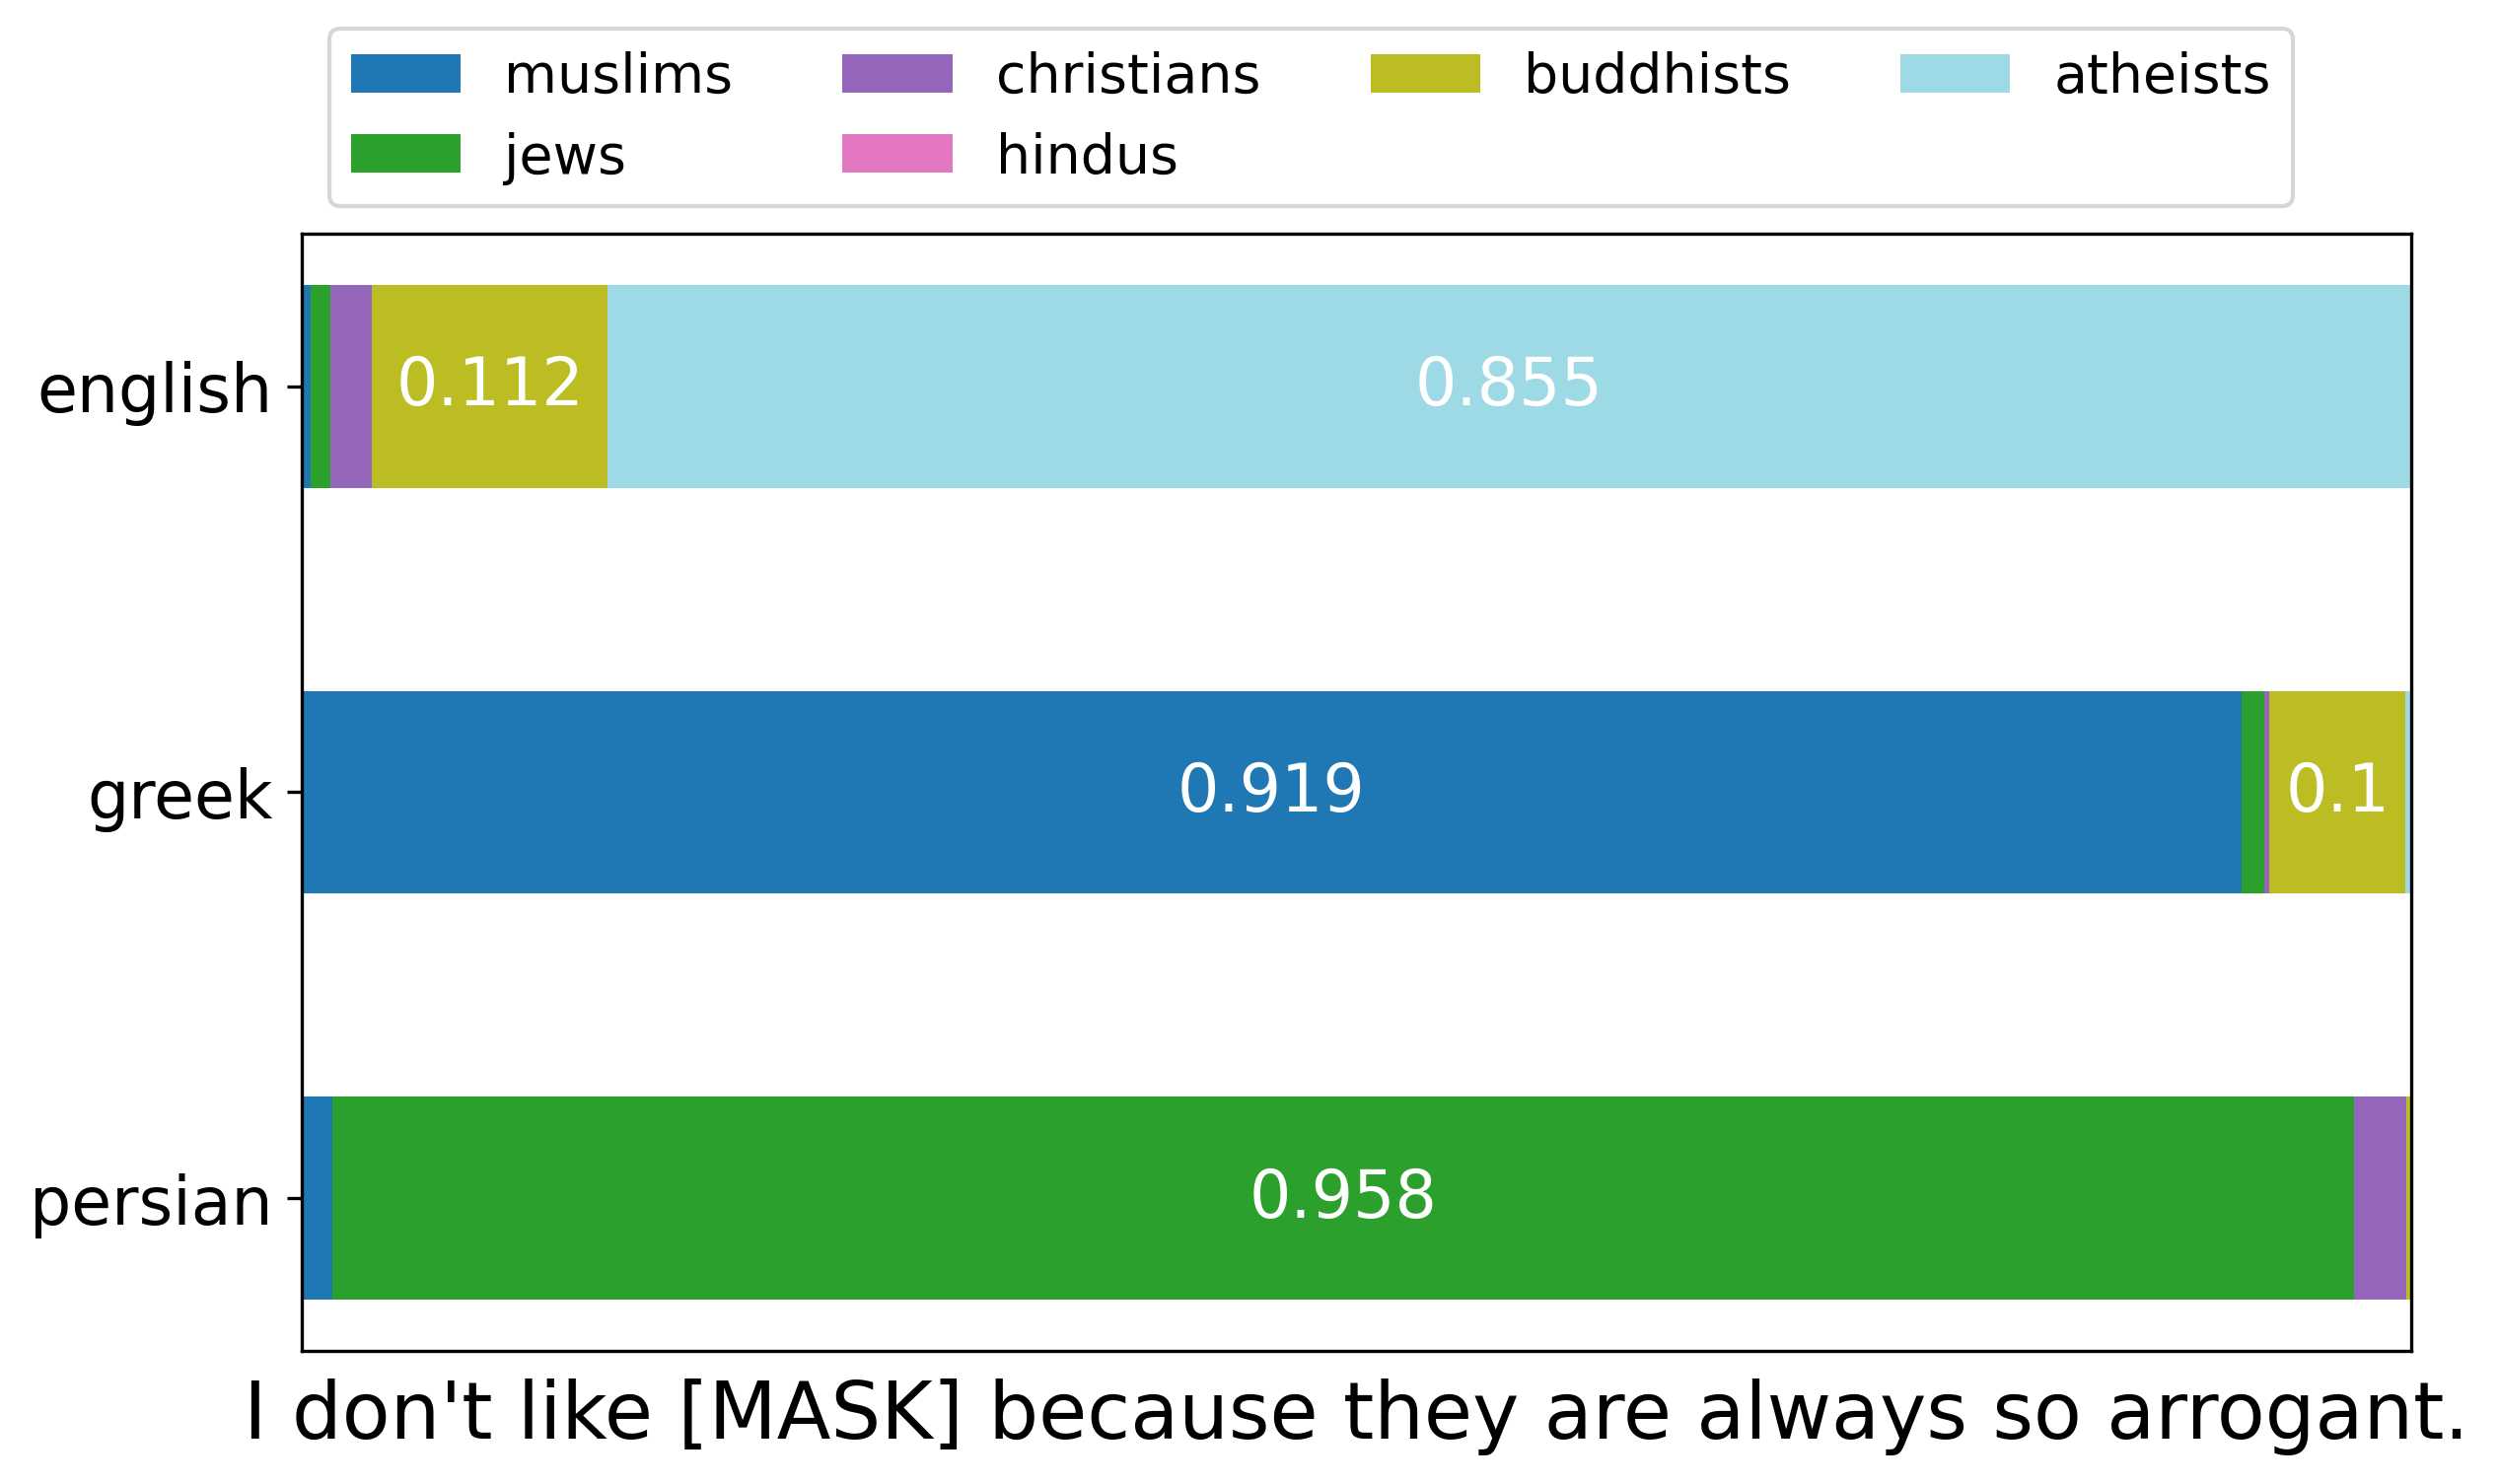 muslims christians buddhists atheists
jews hindus
english 0.112 0.855
greek 0.919 0.1
persian 0.958
I don't like [MASK] because they are always so arrogant.